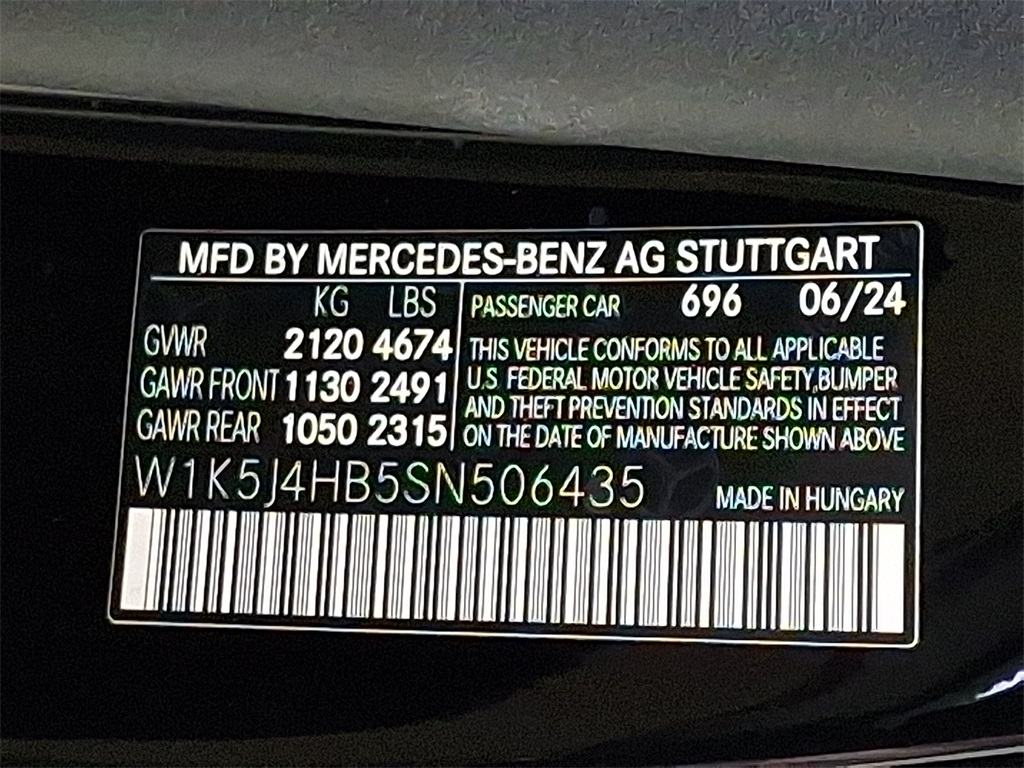 MFD BY MERCEDES-BENZ AG STUTTGART
KG LBS
GVWR 2120 4674
GAWR FRONT 1130 2491
GAWR REAR 1050 2315
PASSENGER CAR 696 06/24
THIS VEHICLE CONFORMS TO ALL APPLICABLE
U.S. FEDERAL MOTOR VEHICLE SAFETY,BUMPER
AND THEFT PREVENTION STANDARDS IN EFFECT
ON THE DATE OF MANUFACTURE SHOWN ABOVE
W1K5J4HB5SN506435
MADE IN HUNGARY